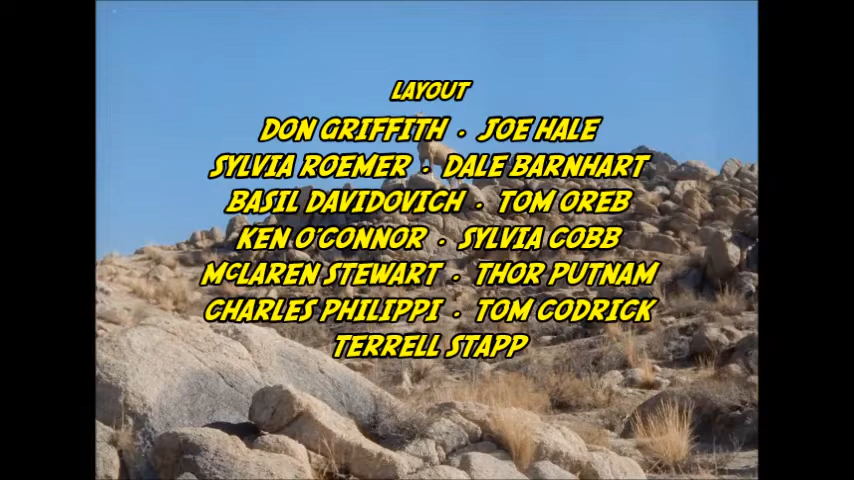 LAYOUT
DON GRIFFITH · JOE HALE
SYLVIA ROEMER · DALE BARNHART
BASIL DAVIDOVICH · TOM OREB
KEN O'CONNOR · SYLVIA COBB
McLAREN STEWART · THOR PUTNAM
CHARLES PHILIPPI · TOM CODRICK
TERRELL STAPP